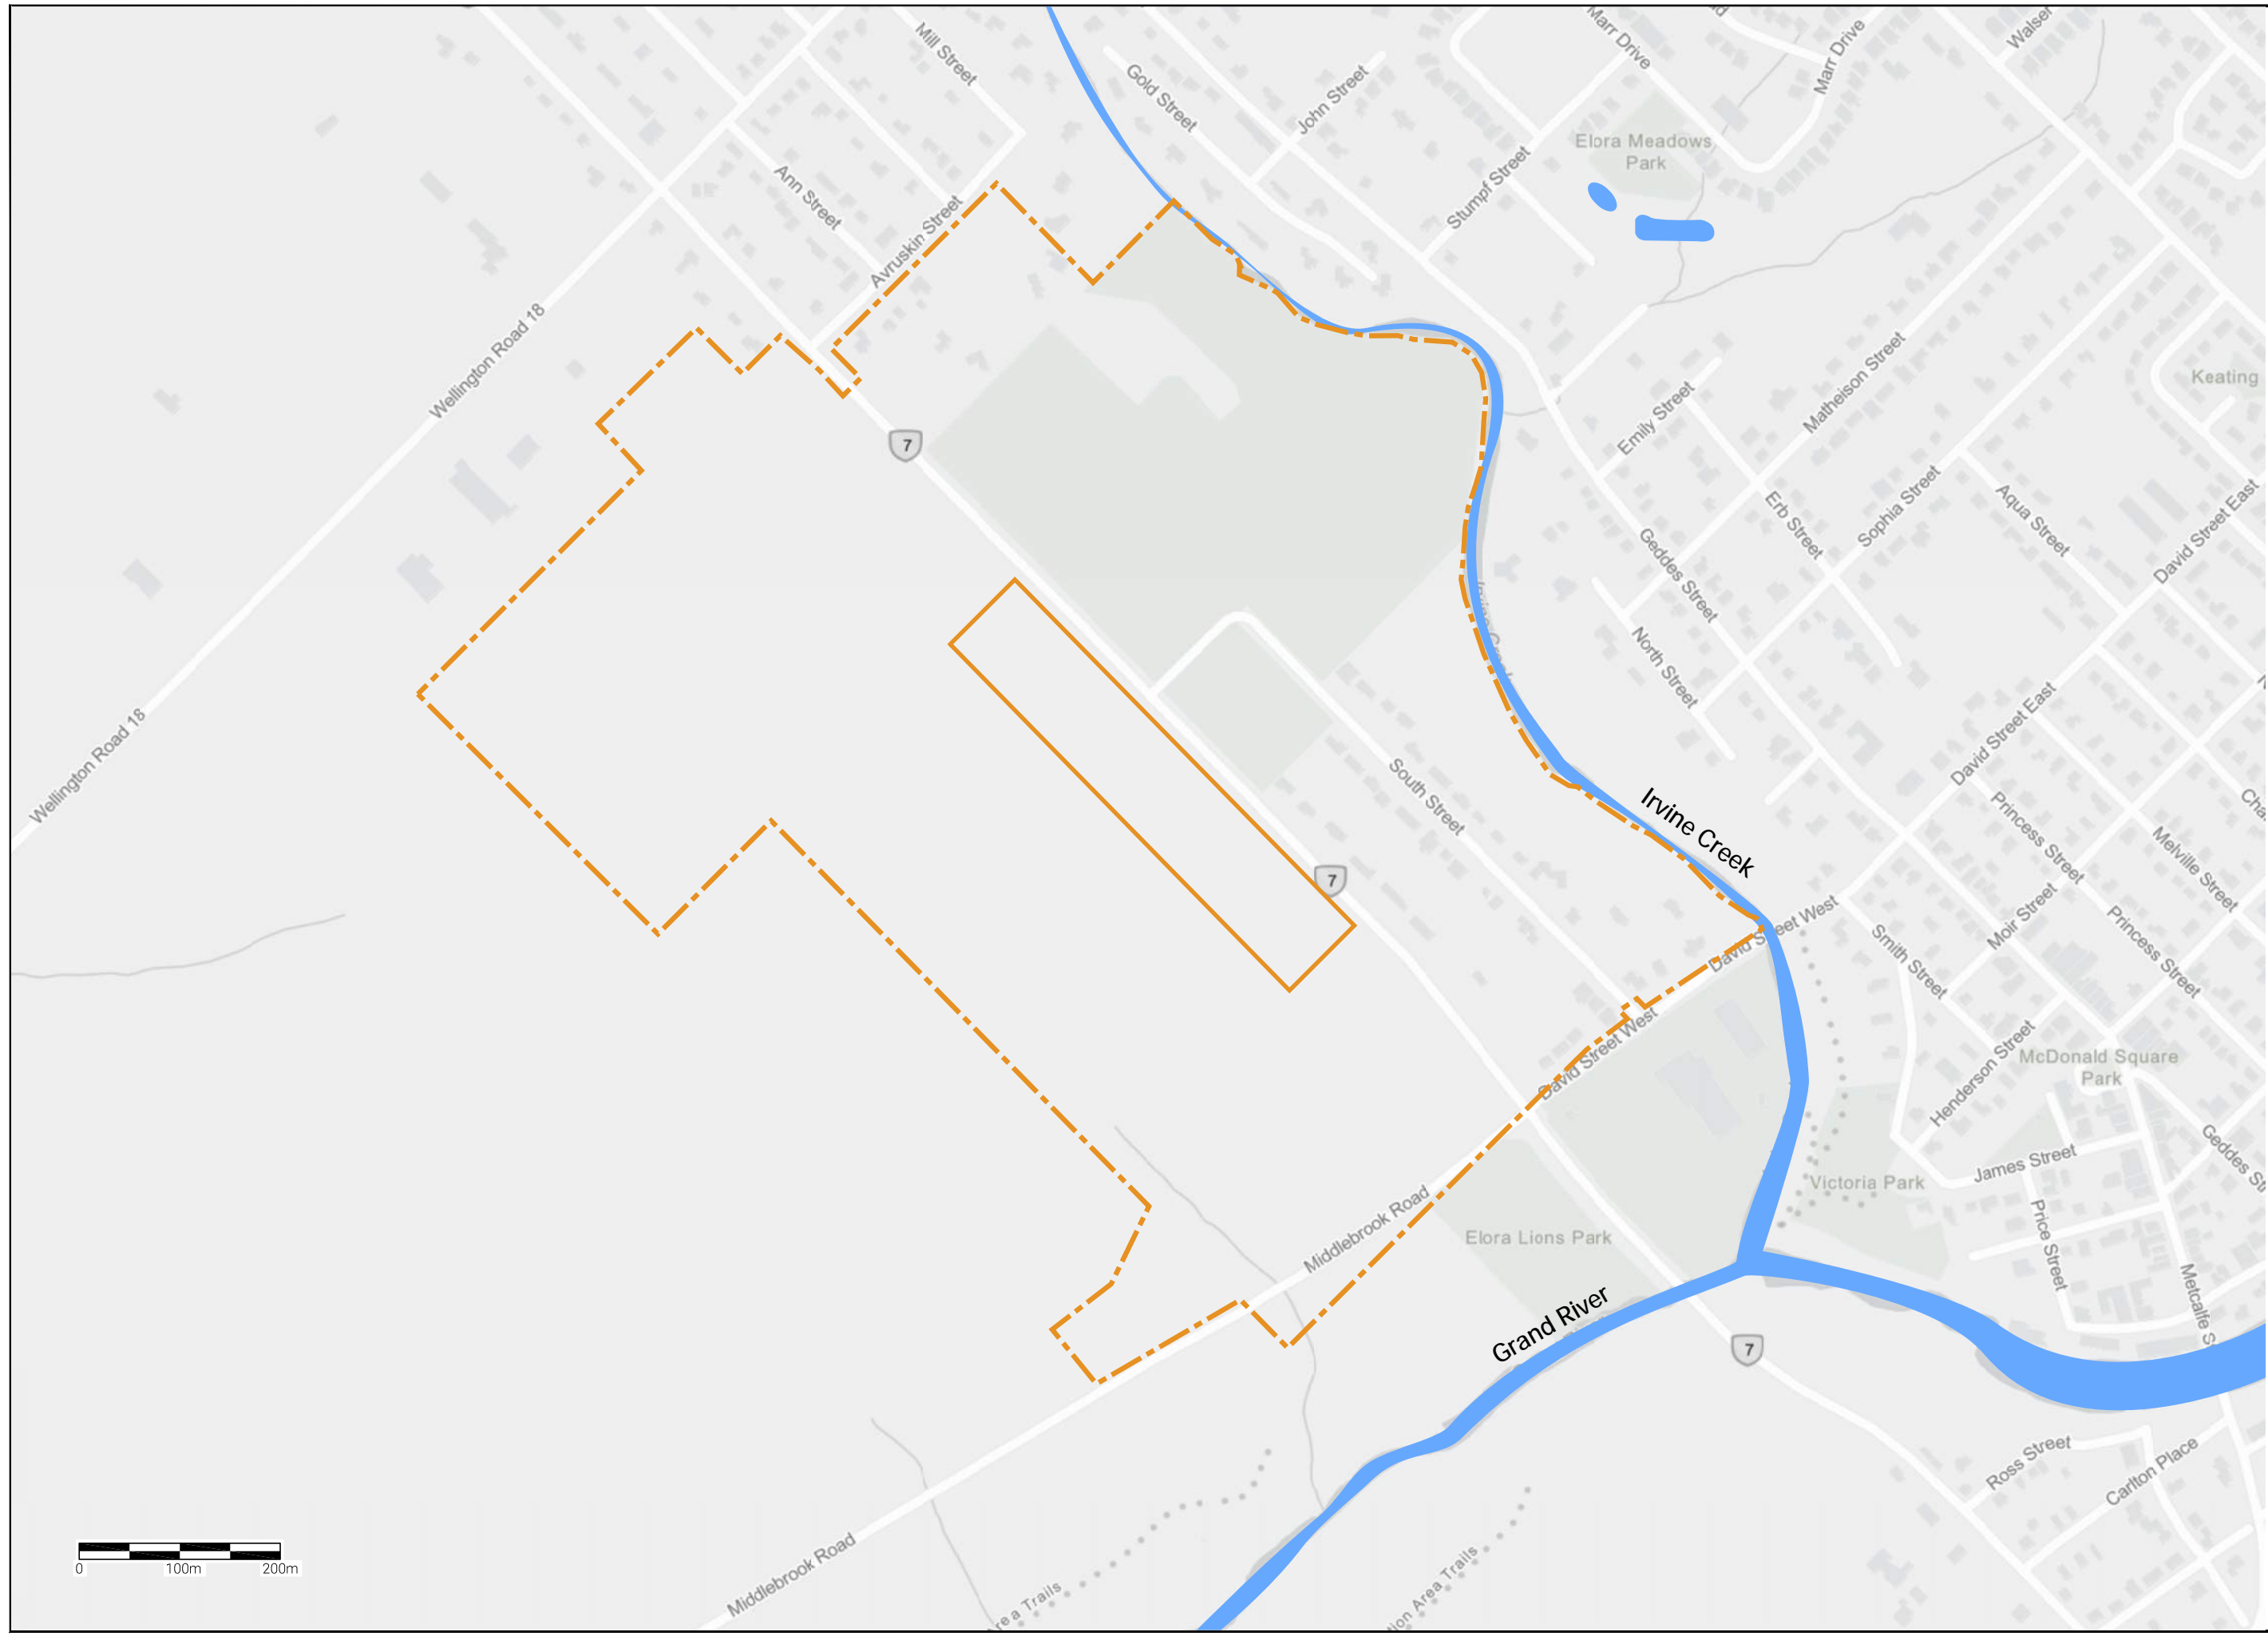 Mill Street
Gold Street
John Street
Marr Drive
Marr Drive
Walser
Elora Meadows
Park
Ann Street
Avruskin Street
Stumpf Street
Wellington Road 18
7
Emily Street
Matheison Street
Keating
Erb Street
Sophia Street
Aqua Street
David Street East
Geddes Street
North Street
Wellington Road 18
South Street
7
Irvine Creek
David Street East
Princess Street
Melville Street
Moir Street
Princess Street
David Street West
Smith Street
David Street West
Henderson Street
McDonald Square
Park
Geddes St
James Street
Victoria Park
Price Street
Metcalfe S
Middlebrook Road
Elora Lions Park
Grand River
7
Ross Street
Carlton Place
Middlebrook Road
rea Trails
tion Area Trails
0
100m
200m